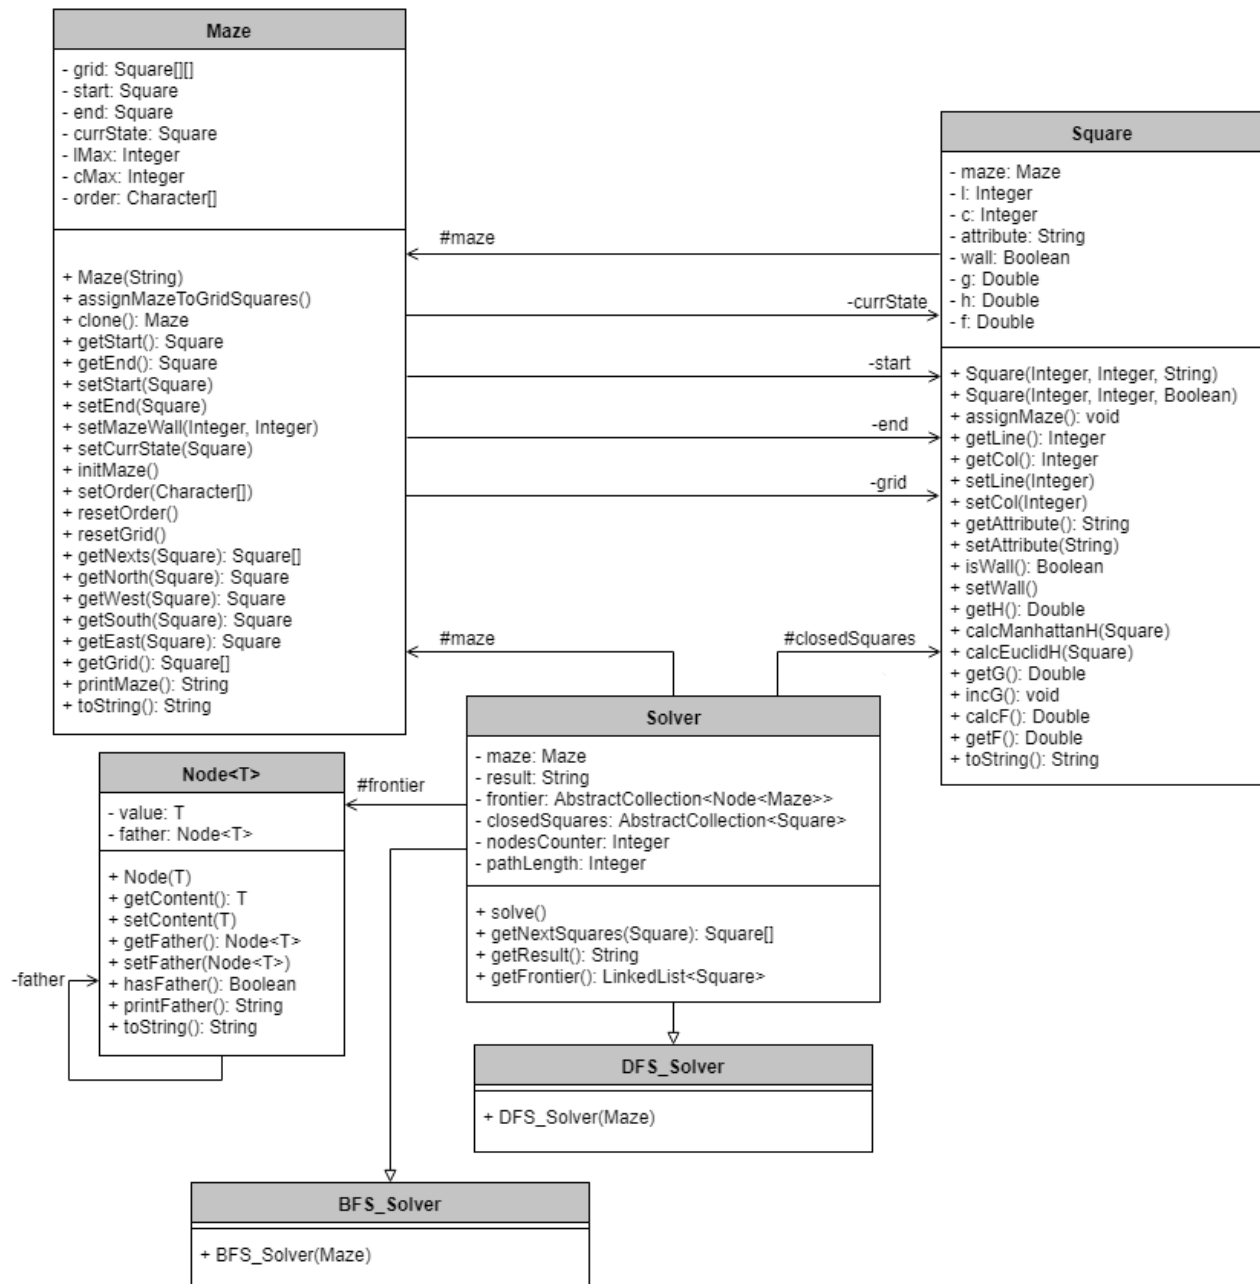 Maze
- grid: Square[][]
- start: Square
- end: Square
- currState: Square
- lMax: Integer
- cMax: Integer
- order: Character[]
+ Maze(String)
+ assignMazeToGridSquares()
+ clone(): Maze
+ getStart(): Square
+ getEnd(): Square
+ setStart(Square)
+ setEnd(Square)
+ setMazeWall(Integer, Integer)
+ setCurrState(Square)
+ initMaze()
+ setOrder(Character[])
+ resetOrder()
+ resetGrid()
+ getNexts(Square): Square[]
+ getNorth(Square): Square
+ getWest(Square): Square
+ getSouth(Square): Square
+ getEast(Square): Square
+ getGrid(): Square[]
+ printMaze(): String
+ toString(): String
#maze
-currState
-start
-end
-grid
#maze
#closedSquares
Square
- maze: Maze
- l: Integer
- c: Integer
- attribute: String
- wall: Boolean
- g: Double
- h: Double
- f: Double
+ Square(Integer, Integer, String)
+ Square(Integer, Integer, Boolean)
+ assignMaze(): void
+ getLine(): Integer
+ getCol(): Integer
+ setLine(Integer)
+ setCol(Integer)
+ getAttribute(): String
+ setAttribute(String)
+ isWall(): Boolean
+ setWall()
+ getH(): Double
+ calcManhattanH(Square)
+ calcEuclidH(Square)
+ getG(): Double
+ incG(): void
+ calcF(): Double
+ getF(): Double
+ toString(): String
Solver
- maze: Maze
- result: String
- frontier: AbstractCollection<Node<Maze>>
- closedSquares: AbstractCollection<Square>
- nodesCounter: Integer
- pathLength: Integer
+ solve()
+ getNextSquares(Square): Square[]
+ getResult(): String
+ getFrontier(): LinkedList<Square>
#frontier
Node<T>
- value: T
- father: Node<T>
+ Node(T)
+ getContent(): T
+ setContent(T)
+ getFather(): Node<T>
+ setFather(Node<T>)
+ hasFather(): Boolean
+ printFather(): String
+ toString(): String
-father
DFS_Solver
+ DFS_Solver(Maze)
BFS_Solver
+ BFS_Solver(Maze)